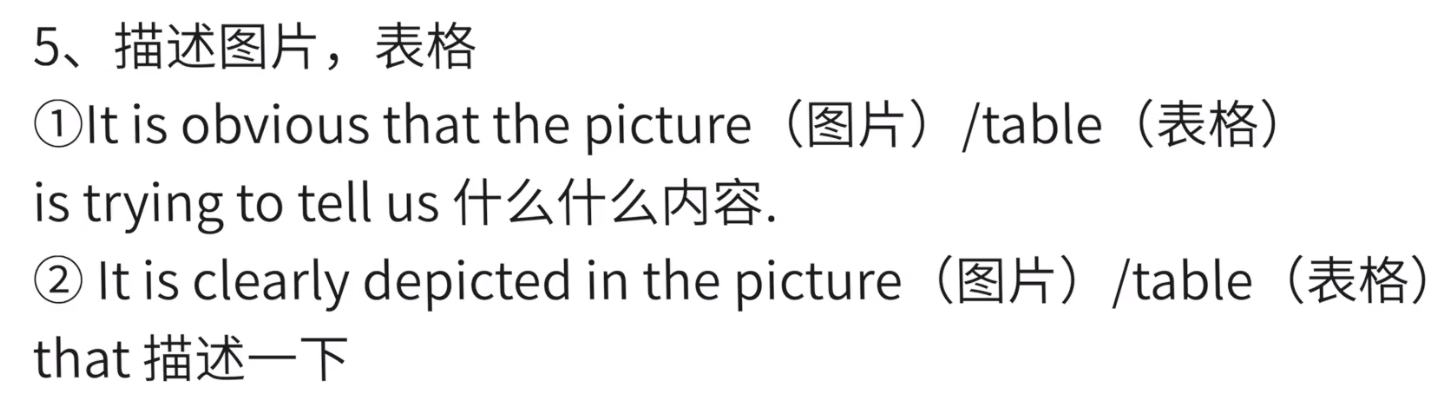 5、描述图片，表格
①It is obvious that the picture（图片）/table（表格）
is trying to tell us 什么什么内容.
② It is clearly depicted in the picture（图片）/table（表格）
that 描述一下